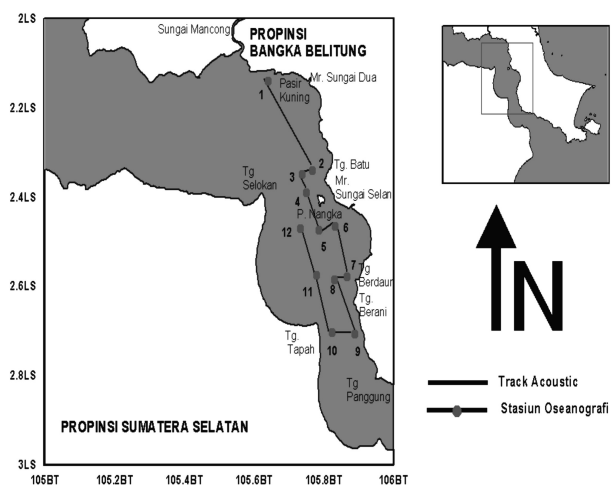 2LS
Sungai Mancong
PROPINSI
BANGKA BELITUNG
Mr. Sungai Dua
Pasir
Kuning
1
2.2LS
2
Tg. Batu
3
Tg
Selokan
Mr.
Sungai Selan
4
2.4LS
P. Nangka
12
5
6
7
Tg
Berdaun
8
2.6LS
11
Tg.
Berani
Tg.
Tapah
10
9
2.8LS
Tg
Panggung
PROPINSI SUMATERA SELATAN
3LS
105BT
105.2BT
105.4BT
105.6BT
105.8BT
106BT
N
Track Acoustic
Stasiun Oseanografi